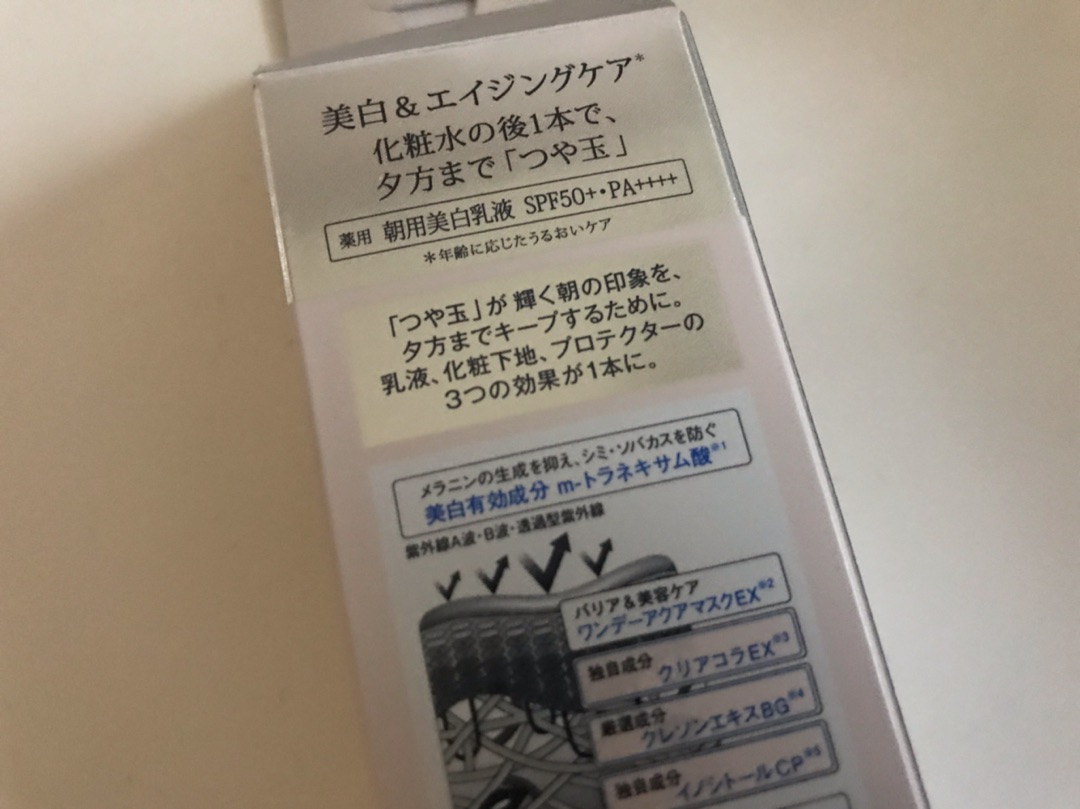 美白&エイジングケア*
化粧水の後1本で、
夕方まで「つや玉」
薬用 朝用美白乳液 SPF50+・PA++++
*年齢に応じたうるおいケア
「つや玉」が 輝く朝の印象を、
夕方までキープするために。
乳液、化粧下地、プロテクターの
3つの効果が1本に。
メラニンの生成を抑え、シミ・ソバカスを防ぐ
美白有効成分 m-トラネキサム酸※1
紫外線A波・B波・透過型紫外線
バリア&美容ケア
ワンデーアクアマスクEX※2
独自成分 クリアコラEX※3
厳選成分
クレソンエキスBG※4
独自成分 イノシトールCP※5